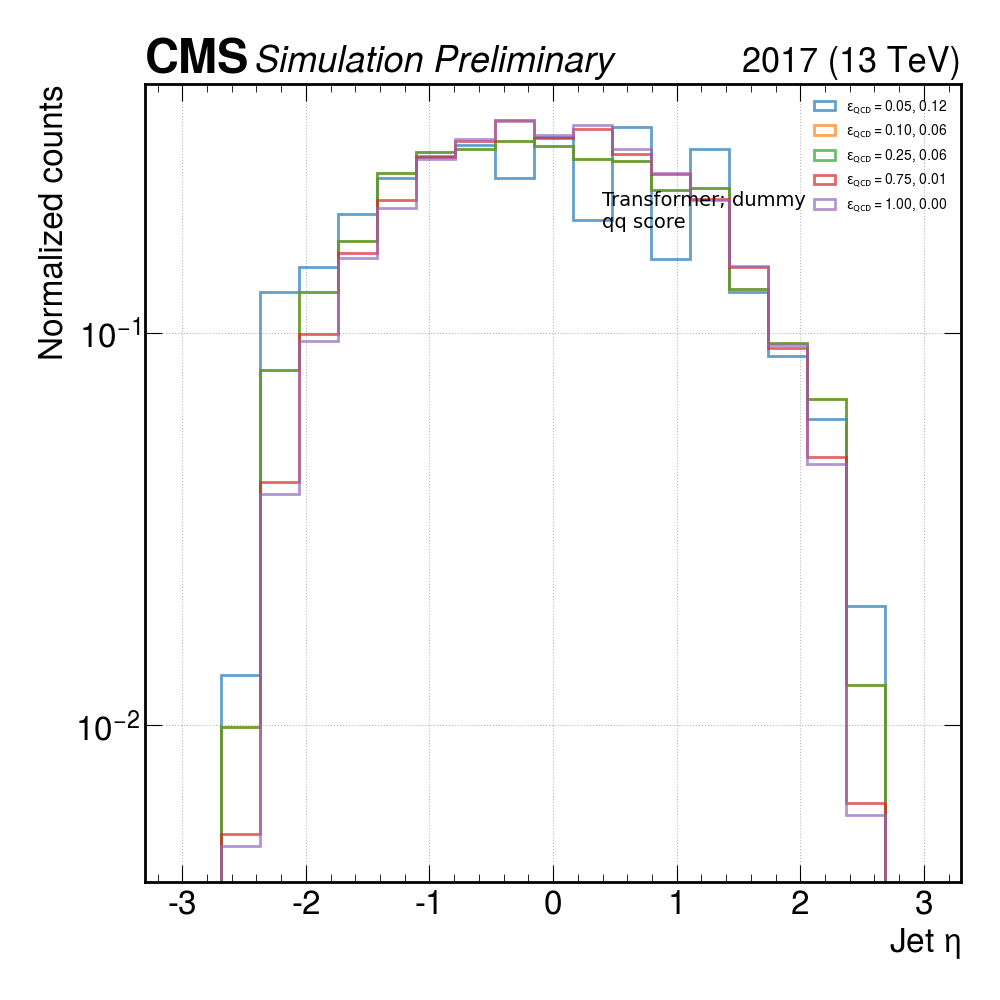 CMS Simulation Preliminary 2017 (13 TeV)
Normalized counts
ε_QCD = 0.05, 0.12
ε_QCD = 0.10, 0.06
ε_QCD = 0.25, 0.06
ε_QCD = 0.75, 0.01
ε_QCD = 1.00, 0.00
Transformer; dummy
qq score
10⁻¹
10⁻²
-3 -2 -1 0 1 2 3
Jet η